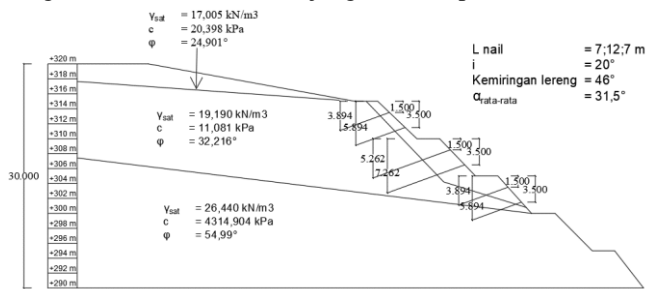 γsat = 17,005 kN/m3
c = 20,398 kPa
φ = 24,901°
L nail = 7;12;7 m
i = 20°
Kemiringan lereng = 46°
αrata-rata = 31,5°
+320 m
+318 m
+316 m
+314 m
+312 m
+310 m
+308 m
+306 m
+304 m
+302 m
+300 m
+298 m
+296 m
+294 m
+292 m
+290 m
30.000
γsat = 19,190 kN/m3
c = 11,081 kPa
φ = 32,216°
γsat = 26,440 kN/m3
c = 4314,904 kPa
φ = 54,99°
1.500
3.894
3.500
5.894
1.500
3.500
5.262
7.262
1.500
3.894
3.500
5.894